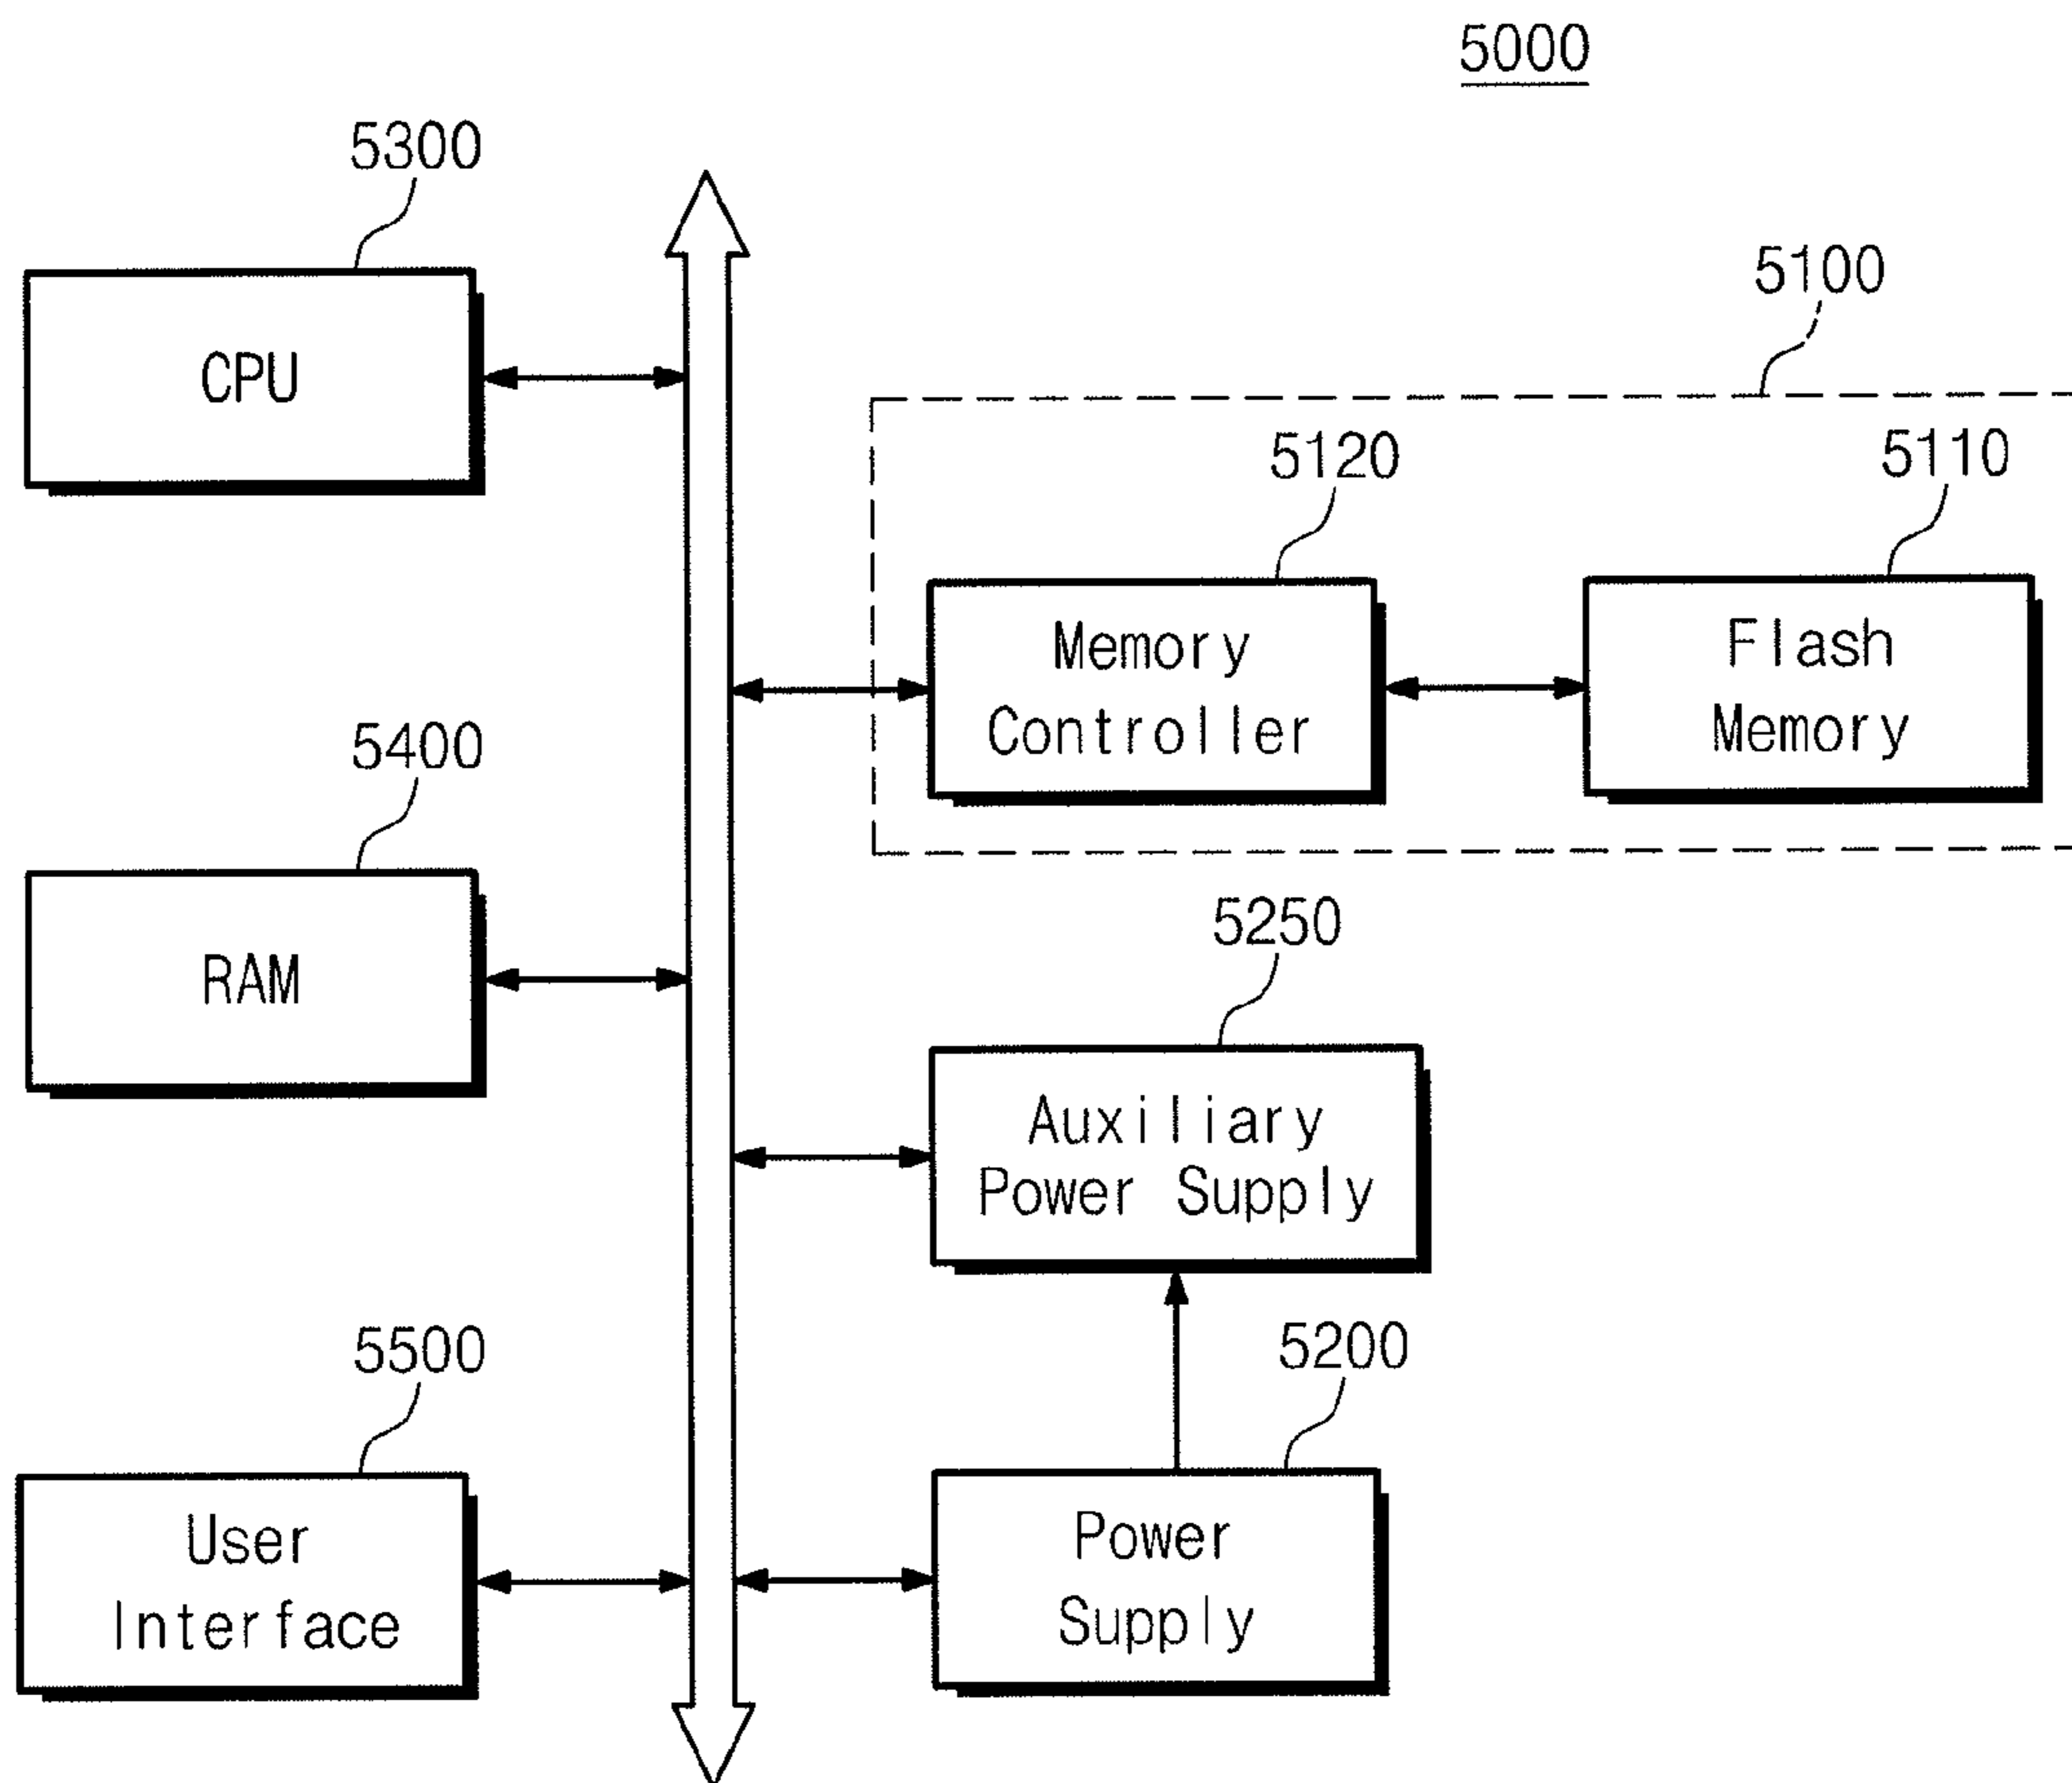 5000
5300
CPU
5100
5120
5110
Memory
Controller
Flash
Memory
5400
RAM
5250
Auxiliary
Power Supply
5500
User
Interface
5200
Power
Supply